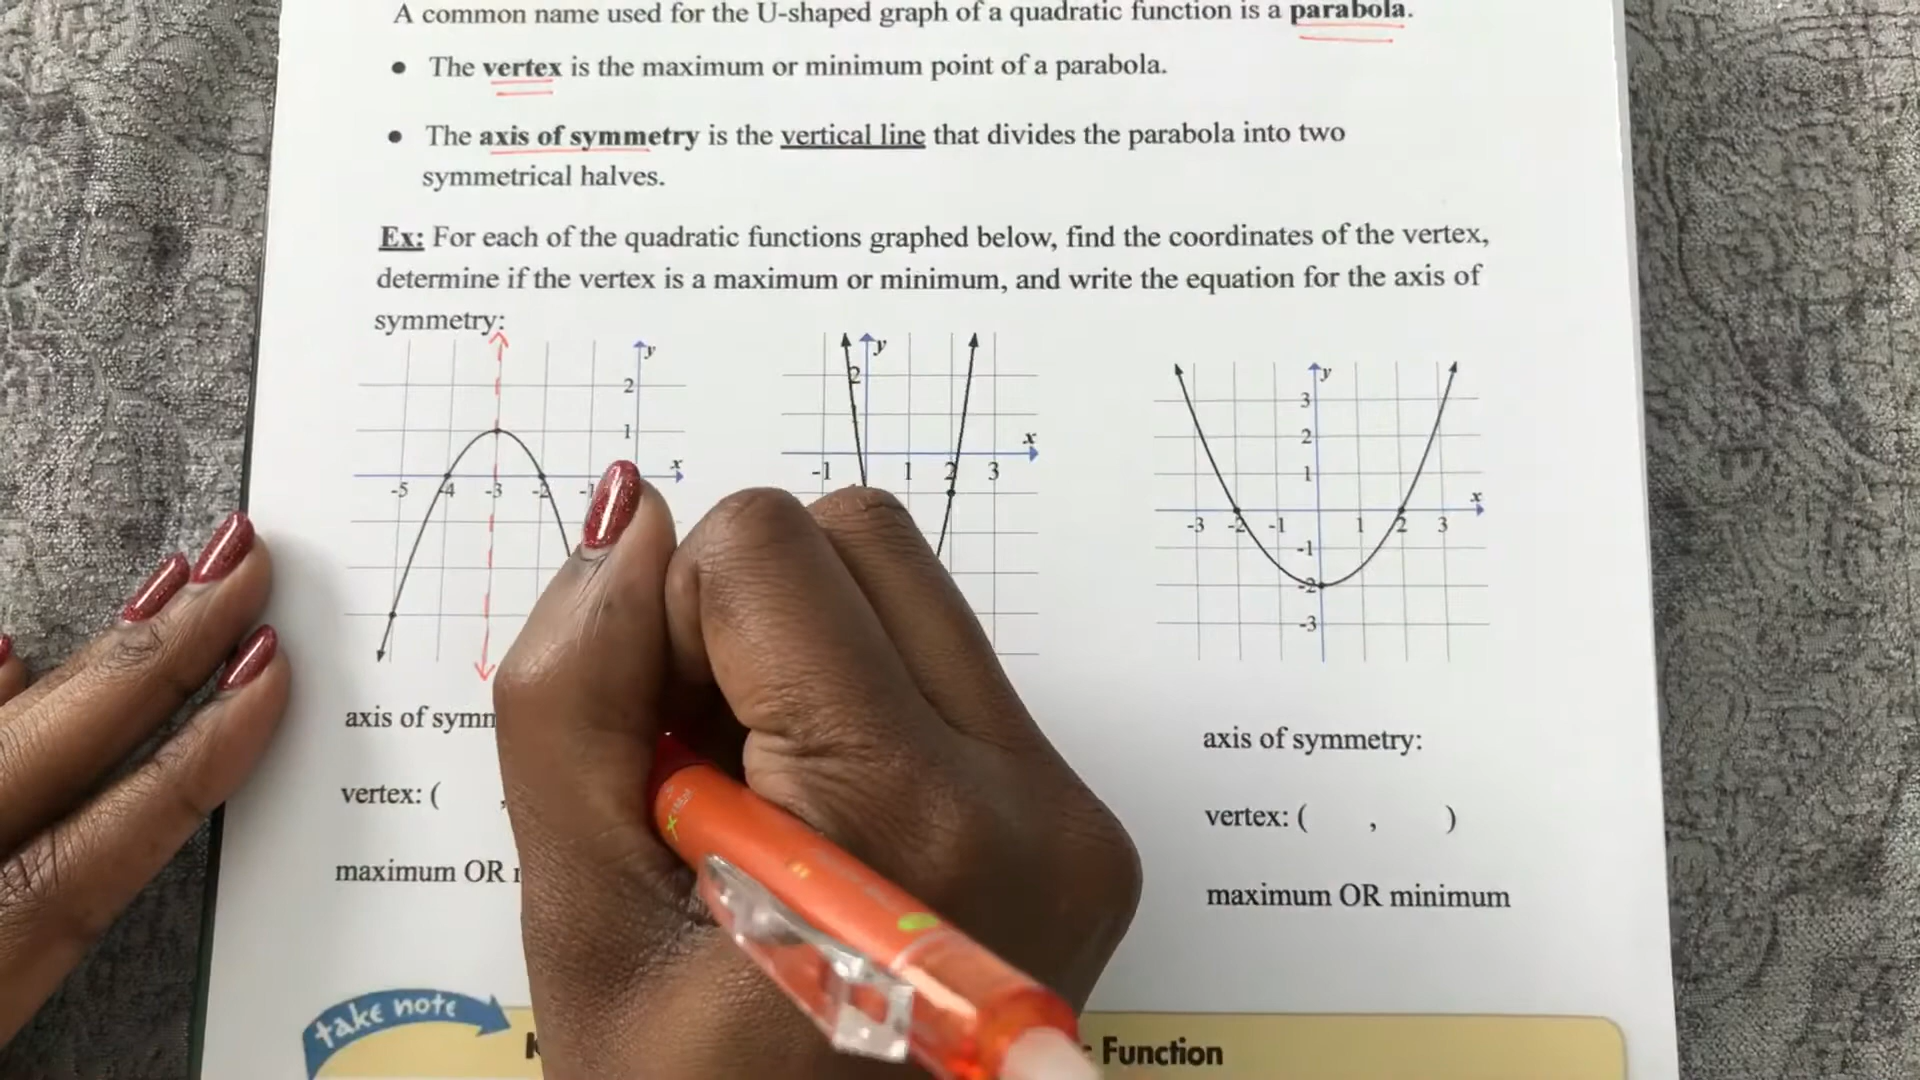 A common name used for the U-shaped graph of a quadratic function is a parabola.
• The vertex is the maximum or minimum point of a parabola.
• The axis of symmetry is the vertical line that divides the parabola into two
symmetrical halves.
Ex: For each of the quadratic functions graphed below, find the coordinates of the vertex,
determine if the vertex is a maximum or minimum, and write the equation for the axis of
symmetry:
y
2
1
x
-5 -4 -3 -2
y
2
x
-1 1 2 3
y
3
2
1
x
-3 -2 -1 1 2 3
-1
-2
-3
axis of
vertex: ( ,
maximum OR
axis of symmetry:
vertex: ( , )
maximum OR minimum
take note
Function